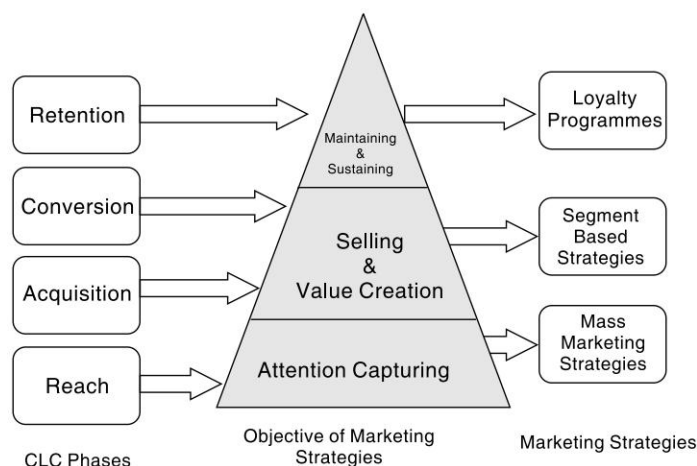 Retention
Conversion
Acquisition
Reach
CLC Phases
Maintaining
&
Sustaining
Selling
&
Value Creation
Attention Capturing
Objective of Marketing
Strategies
Loyalty
Programmes
Segment
Based
Strategies
Mass
Marketing
Strategies
Marketing Strategies